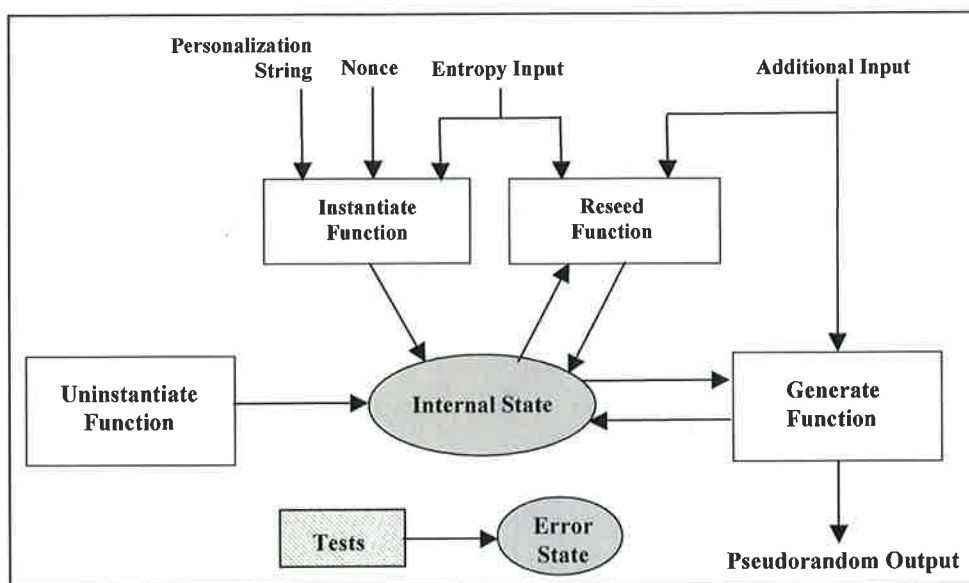 Personalization
String
Nonce
Entropy Input
Additional Input
Instantiate
Function
Reseed
Function
Uninstantiate
Function
Internal State
Generate
Function
Tests
Error
State
Pseudorandom Output